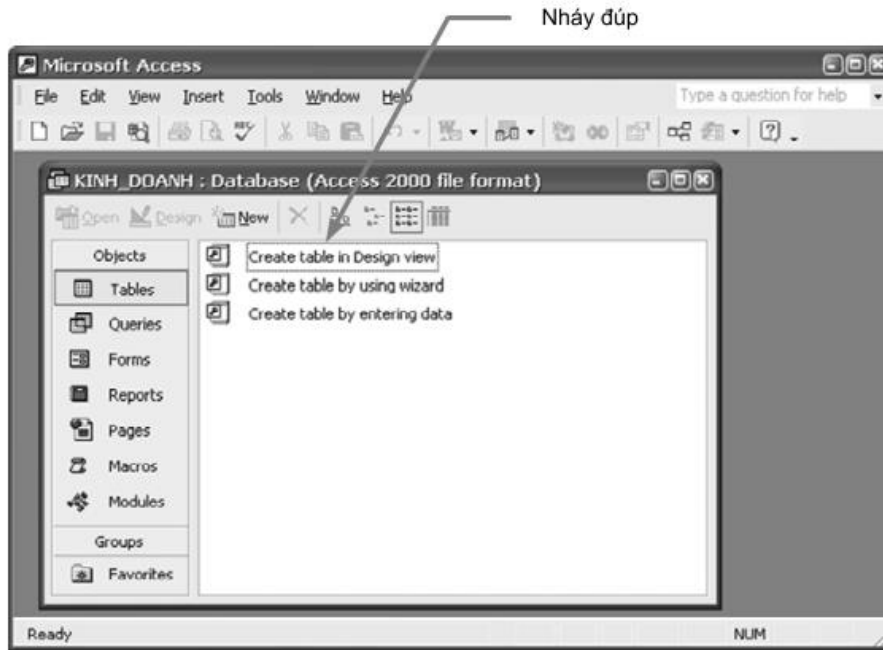 Nháy đúp
Microsoft Access
File Edit View Insert Tools Window Help Type a question for help
KINH_DOANH : Database (Access 2000 file format)
Open Design New
Objects
Tables
Queries
Forms
Reports
Pages
Macros
Modules
Groups
Favorites
Create table in Design view
Create table by using wizard
Create table by entering data
Ready NUM